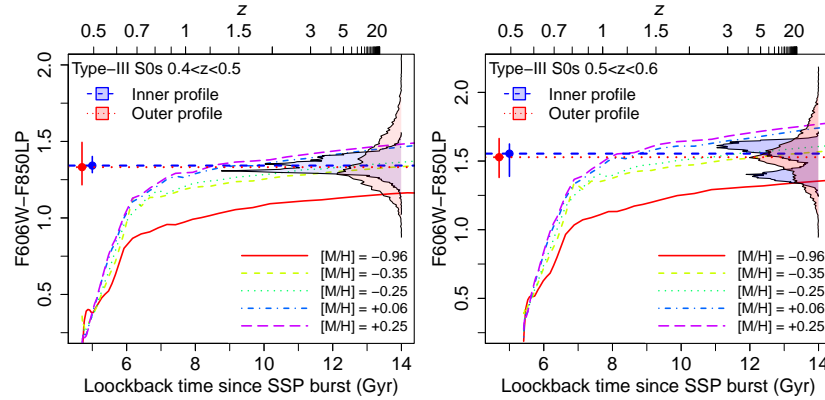 z
0.5 0.7 1 1.5 2 3 5 20
Type−III S0s 0.4<z<0.5
Inner profile
Outer profile
F606W−F850LP
2.0
1.5
1.0
0.5
[M/H] = −0.96
[M/H] = −0.35
[M/H] = −0.25
[M/H] = +0.06
[M/H] = +0.25
6 8 10 12 14
Loockback time since SSP burst (Gyr)
z
0.5 0.7 1 1.5 2 3 5 20
Type−III S0s 0.5<z<0.6
Inner profile
Outer profile
F606W−F850LP
2.0
1.5
1.0
0.5
[M/H] = −0.96
[M/H] = −0.35
[M/H] = −0.25
[M/H] = +0.06
[M/H] = +0.25
6 8 10 12 14
Loockback time since SSP burst (Gyr)